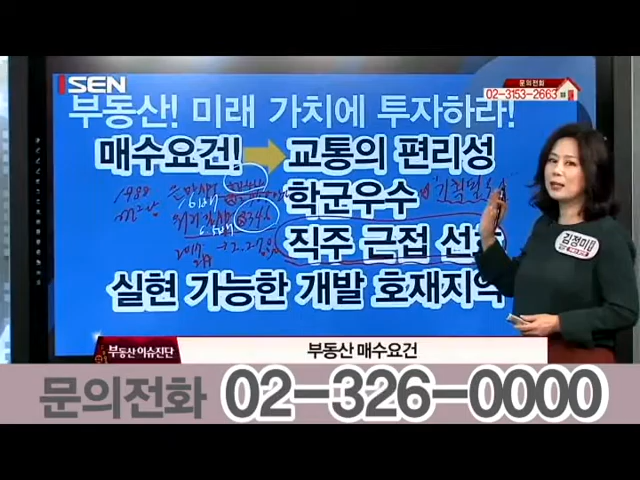 SEN
문의전화
02-3153-2663
부동산! 미래 가치에 투자하라!
매수요건! 교통의 편리성
학군우수
직주 근접 선호
실현 가능한 개발 호재지역
1988
김정미
부동산이슈진단
부동산 매수요건
문의전화 02-326-0000